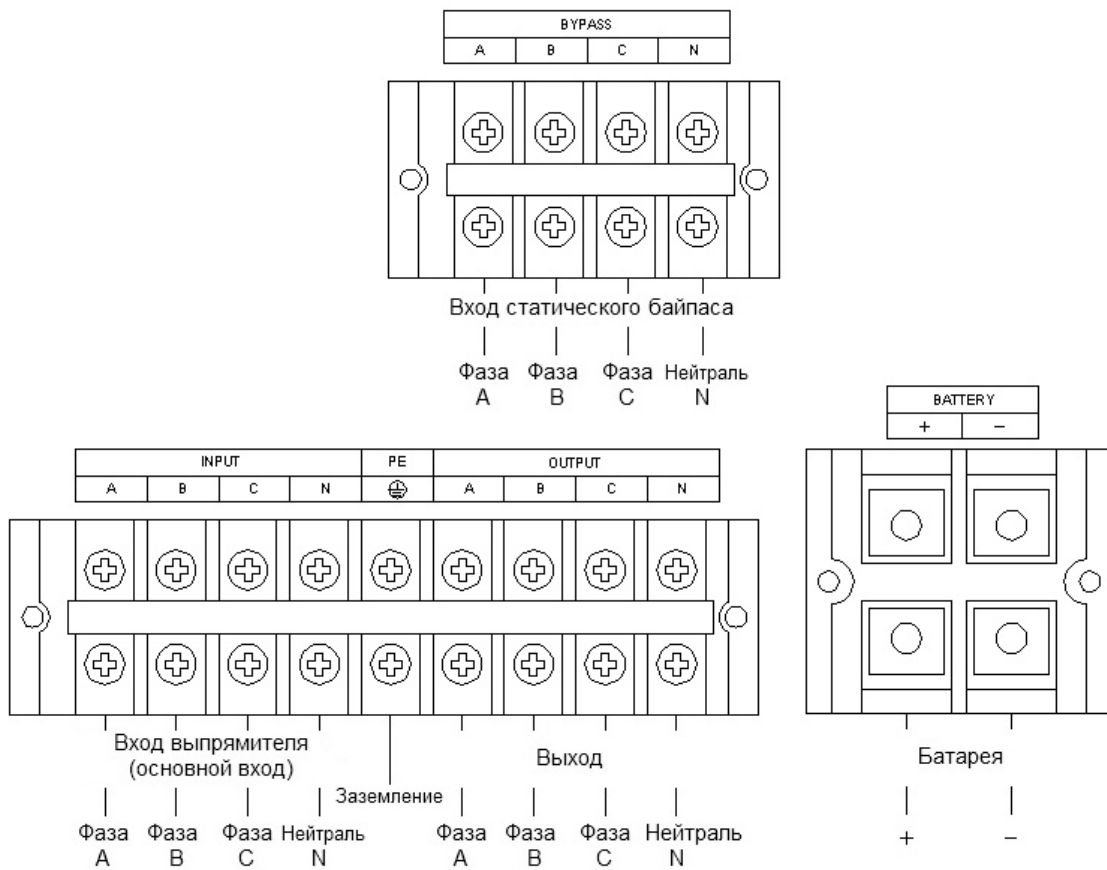 BYPASS
A B C N
Вход статического байпаса
Фаза Фаза Фаза Нейтраль
A B C N
BATTERY
+ −
INPUT PE OUTPUT
A B C N A B C N
Вход выпрямителя
(основной вход)
Заземление
Выход
Батарея
Фаза Фаза Фаза Нейтраль Фаза Фаза Фаза Нейтраль
A B C N A B C N
+ −